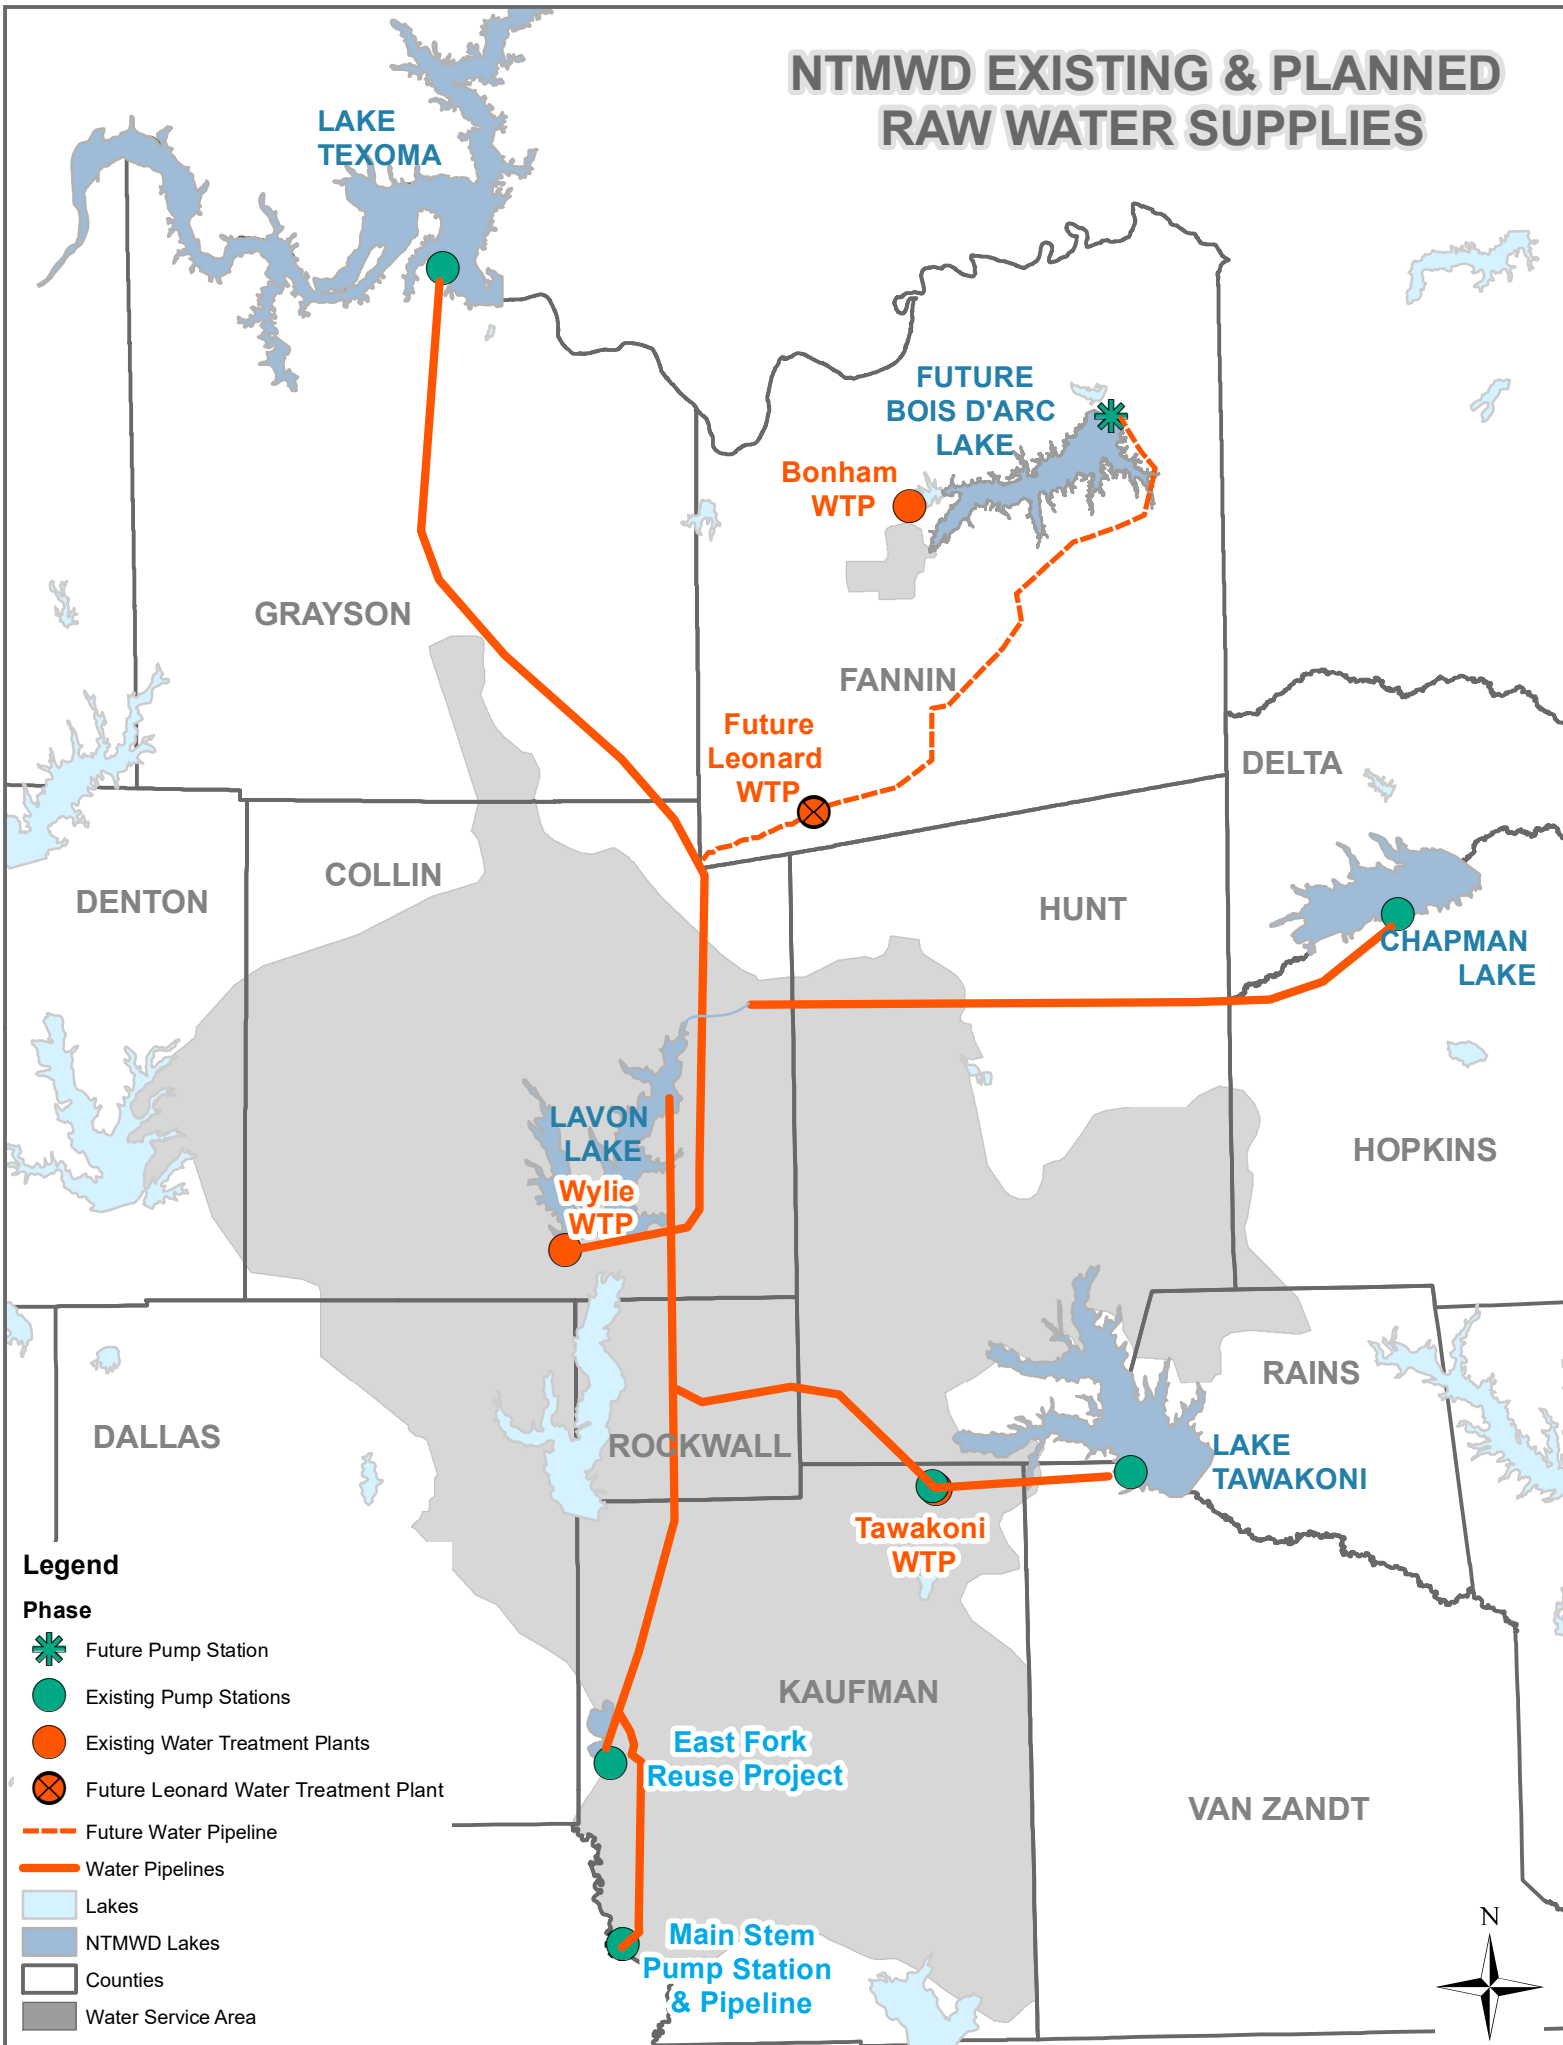 NTMWD EXISTING & PLANNED
RAW WATER SUPPLIES
LAKE
TEXOMA
FUTURE
BOIS D'ARC
LAKE
Bonham
WTP
GRAYSON
FANNIN
Future
Leonard
WTP
DELTA
COLLIN
DENTON
HUNT
CHAPMAN
LAKE
LAVON
LAKE
HOPKINS
Wylie
WTP
RAINS
DALLAS
ROCKWALL
LAKE
TAWAKONI
Tawakoni
WTP
KAUFMAN
East Fork
Reuse Project
VAN ZANDT
Main Stem
Pump Station
& Pipeline
N
Legend
Phase
Future Pump Station
Existing Pump Stations
Existing Water Treatment Plants
Future Leonard Water Treatment Plant
Future Water Pipeline
Water Pipelines
Lakes
NTMWD Lakes
Counties
Water Service Area